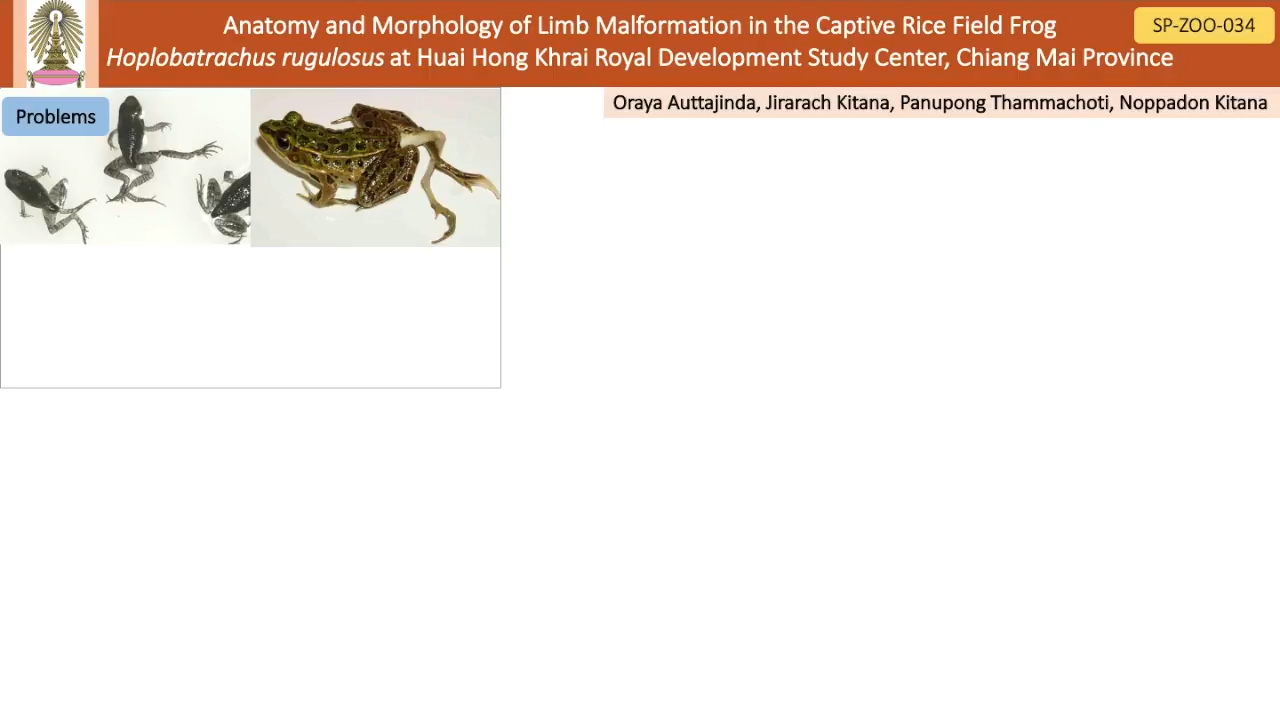 Anatomy and Morphology of Limb Malformation in the Captive Rice Field Frog
Hoplobatrachus rugulosus at Huai Hong Khrai Royal Development Study Center, Chiang Mai Province
SP-ZOO-034
Oraya Auttajinda, Jirarach Kitana, Panupong Thammachoti, Noppadon Kitana
Problems